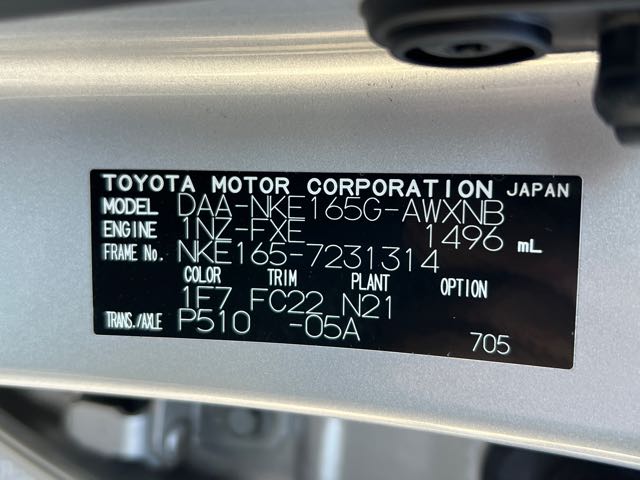 TOYOTA MOTOR CORPORATION JAPAN
MODEL DAA-NKE165G-AWXNB
ENGINE 1NZ-FXE 1496 mL
FRAME No. NKE165-7231314
COLOR TRIM PLANT OPTION
1F7 FC22 N21
TRANS./AXLE P510 -05A 705